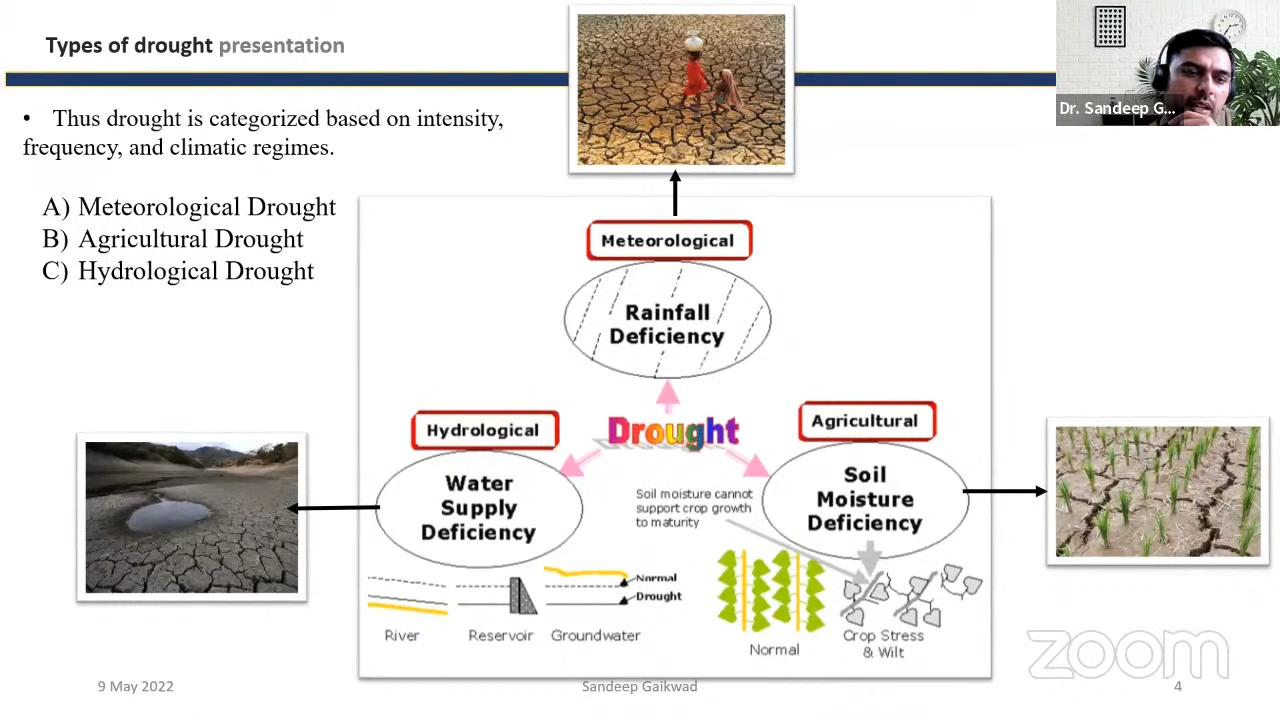 Types of drought presentation
Dr. Sandeep G...
• Thus drought is categorized based on intensity,
frequency, and climatic regimes.
A) Meteorological Drought
B) Agricultural Drought
C) Hydrological Drought
Meteorological
Rainfall
Deficiency
Drought
Hydrological
Water
Supply
Deficiency
Agricultural
Soil
Moisture
Deficiency
Soil moisture cannot
support crop growth
to maturity
Normal
Drought
River
Reservoir
Groundwater
Normal
Crop Stress
& Wilt
zoom
9 May 2022
Sandeep Gaikwad
4